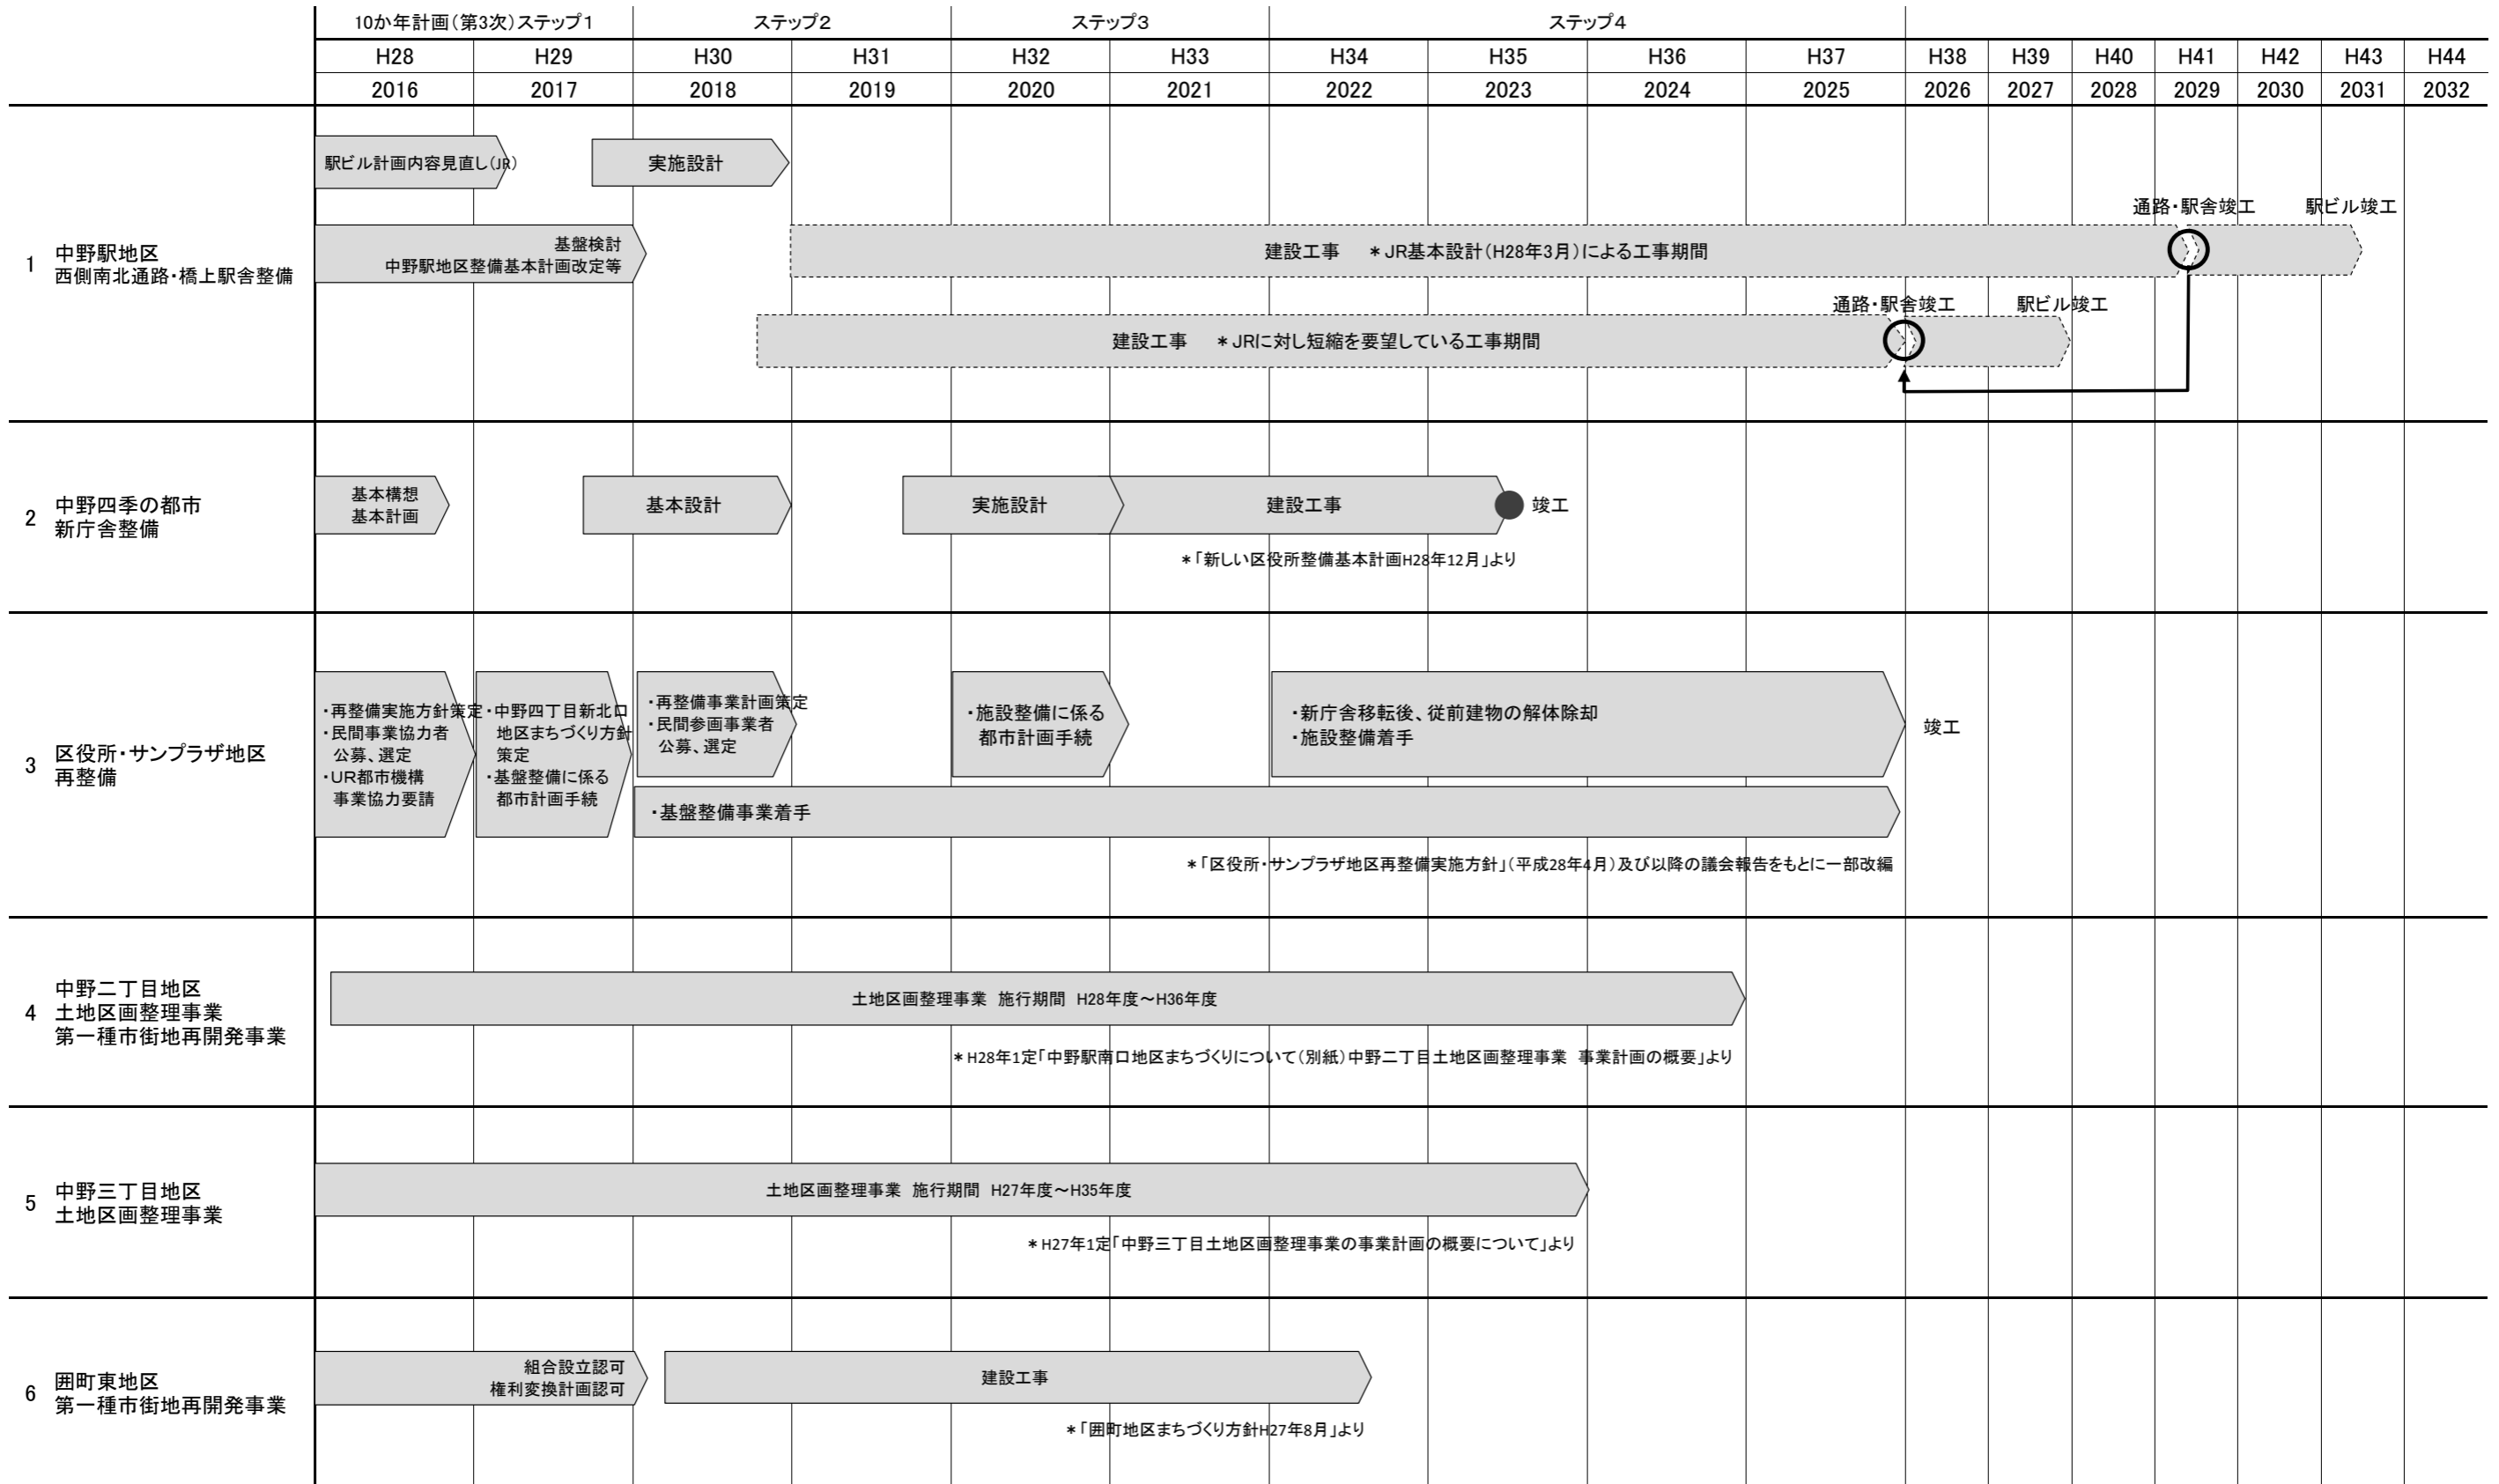 10か年計画（第3次）ステップ１
ステップ２
ステップ３
ステップ４
H28
H29
H30
H31
H32
H33
H34
H35
H36
H37
H38
H39
H40
H41
H42
H43
H44
2016
2017
2018
2019
2020
2021
2022
2023
2024
2025
2026
2027
2028
2029
2030
2031
2032
1
中野駅地区
西側南北通路・橋上駅舎整備
駅ビル計画内容見直し（JR）
実施設計
基盤検討
中野駅地区整備基本計画改定等
通路・駅舎竣工
駅ビル竣工
建設工事　＊JR基本設計（H28年3月）による工事期間
通路・駅舎竣工
駅ビル竣工
建設工事　＊JRに対し短縮を要望している工事期間
2
中野四季の都市
新庁舎整備
基本構想
基本計画
基本設計
実施設計
建設工事
竣工
＊「新しい区役所整備基本計画H28年12月」より
3
区役所・サンプラザ地区
再整備
・再整備実施方針策定
・民間事業協力者
公募、選定
・UR都市機構
事業協力要請
・中野四丁目新北口
地区まちづくり方針
策定
・基盤整備に係る
都市計画手続
・再整備事業計画策定
・民間参画事業者
公募、選定
・施設整備に係る
都市計画手続
・新庁舎移転後、従前建物の解体除却
・施設整備着手
竣工
・基盤整備事業着手
＊「区役所・サンプラザ地区再整備実施方針」（平成28年4月）及び以降の議会報告をもとに一部改編
4
中野二丁目地区
土地区画整理事業
第一種市街地再開発事業
土地区画整理事業　施行期間　H28年度～H36年度
＊H28年1定「中野駅南口地区まちづくりについて（別紙）中野二丁目土地区画整理事業　事業計画の概要」より
5
中野三丁目地区
土地区画整理事業
土地区画整理事業　施行期間　H27年度～H35年度
＊H27年1定「中野三丁目土地区画整理事業の事業計画の概要について」より
6
囲町東地区
第一種市街地再開発事業
組合設立認可
権利変換計画認可
建設工事
＊「囲町地区まちづくり方針H27年8月」より